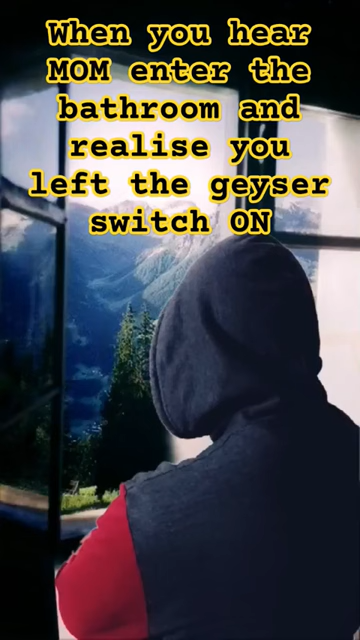 When you hear
MOM enter the
bathroom and
realise you
left the geyser
switch ON